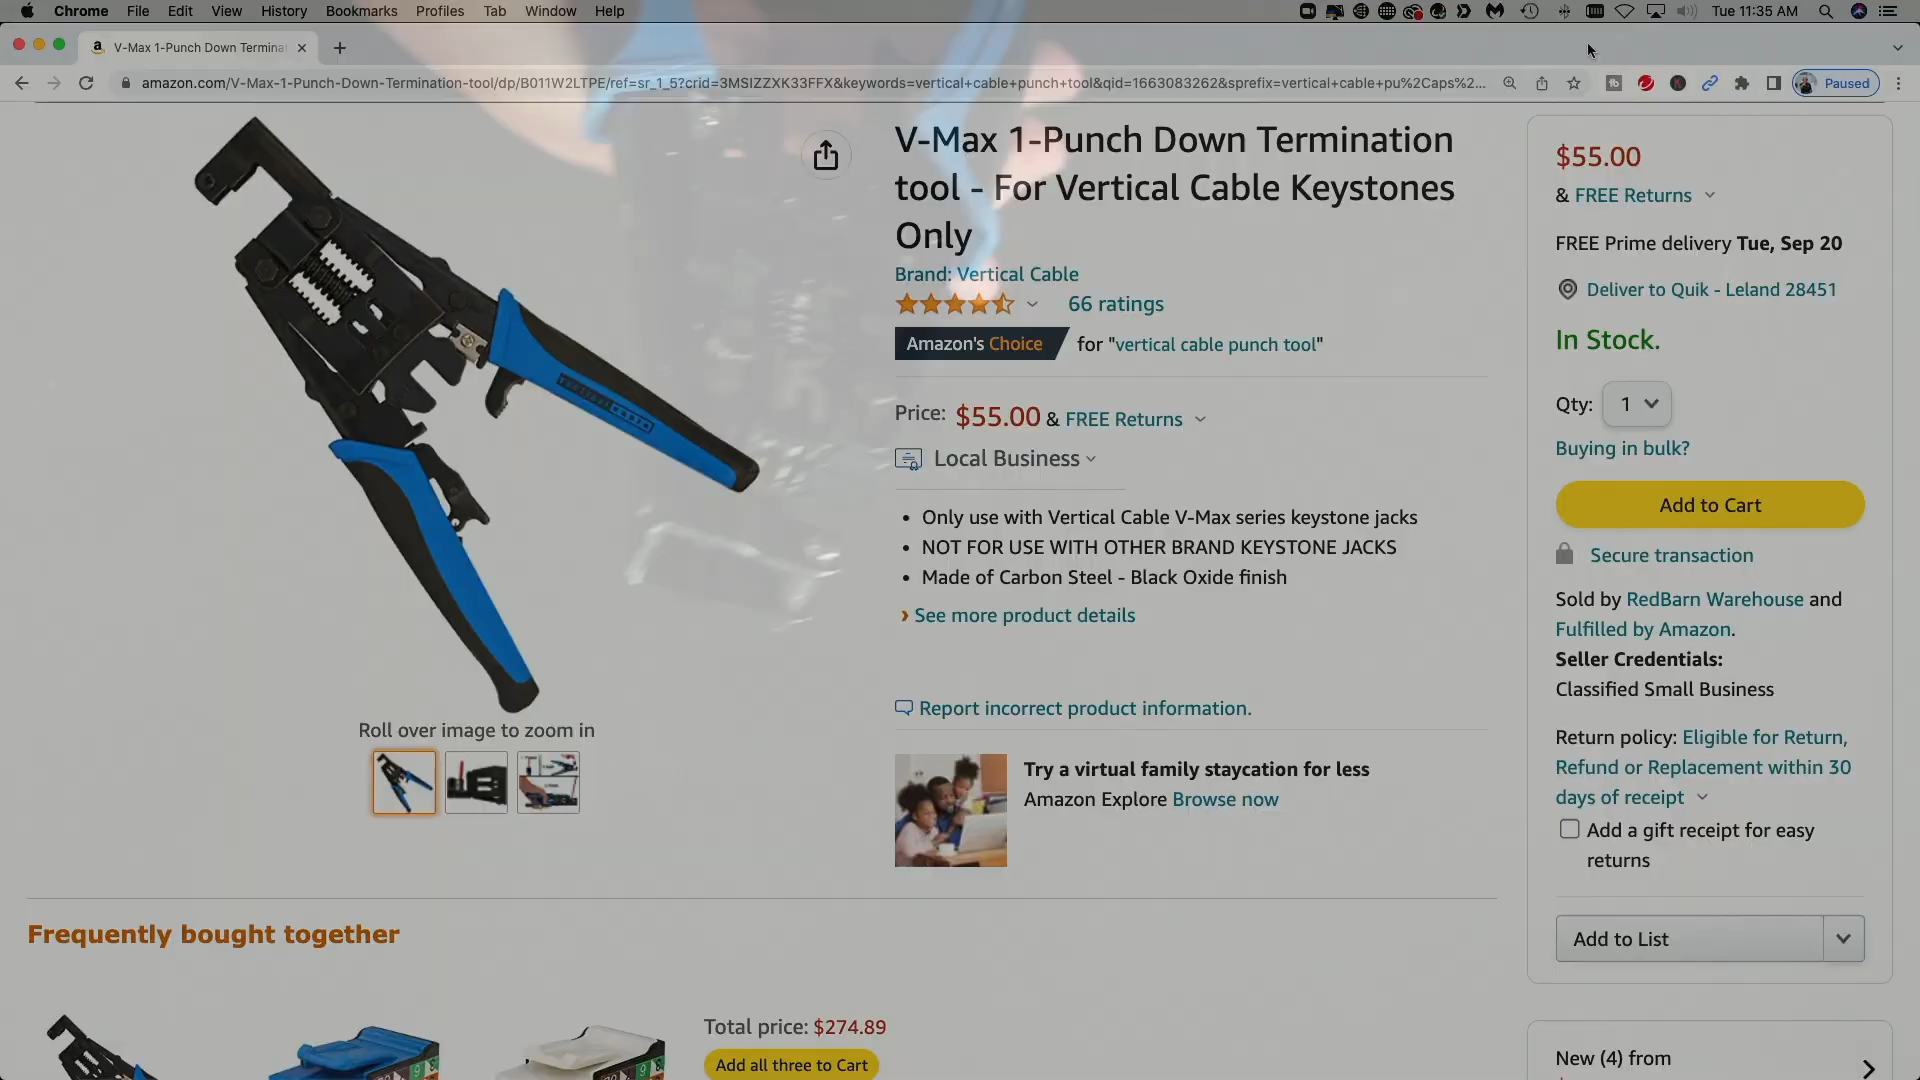 Chrome File Edit View History Bookmarks Profiles Tab Window Help Tue 11:35 AM
V-Max 1-Punch Down Termina
amazon.com/V-Max-1-Punch-Down-Termination-tool/dp/B011W2LTPE/ref=sr_1_5?crid=3MSIZZXK33FFX&keywords=vertical+cable+punch+tool&qid=1663083262&sprefix=vertical+cable+pu%2Caps%2... Paused
V-Max 1-Punch Down Termination
tool - For Vertical Cable Keystones
Only
Brand: Vertical Cable
66 ratings
Amazon's Choice for "vertical cable punch tool"
Price: $55.00 & FREE Returns
Local Business
• Only use with Vertical Cable V-Max series keystone jacks
• NOT FOR USE WITH OTHER BRAND KEYSTONE JACKS
• Made of Carbon Steel - Black Oxide finish
› See more product details
Report incorrect product information.
Try a virtual family staycation for less
Amazon Explore Browse now
Roll over image to zoom in
$55.00
& FREE Returns
FREE Prime delivery Tue, Sep 20
Deliver to Quik - Leland 28451
In Stock.
Qty: 1
Buying in bulk?
Add to Cart
Secure transaction
Sold by RedBarn Warehouse and
Fulfilled by Amazon.
Seller Credentials:
Classified Small Business
Return policy: Eligible for Return,
Refund or Replacement within 30
days of receipt
Add a gift receipt for easy
returns
Add to List
New (4) from
Frequently bought together
Total price: $274.89
Add all three to Cart